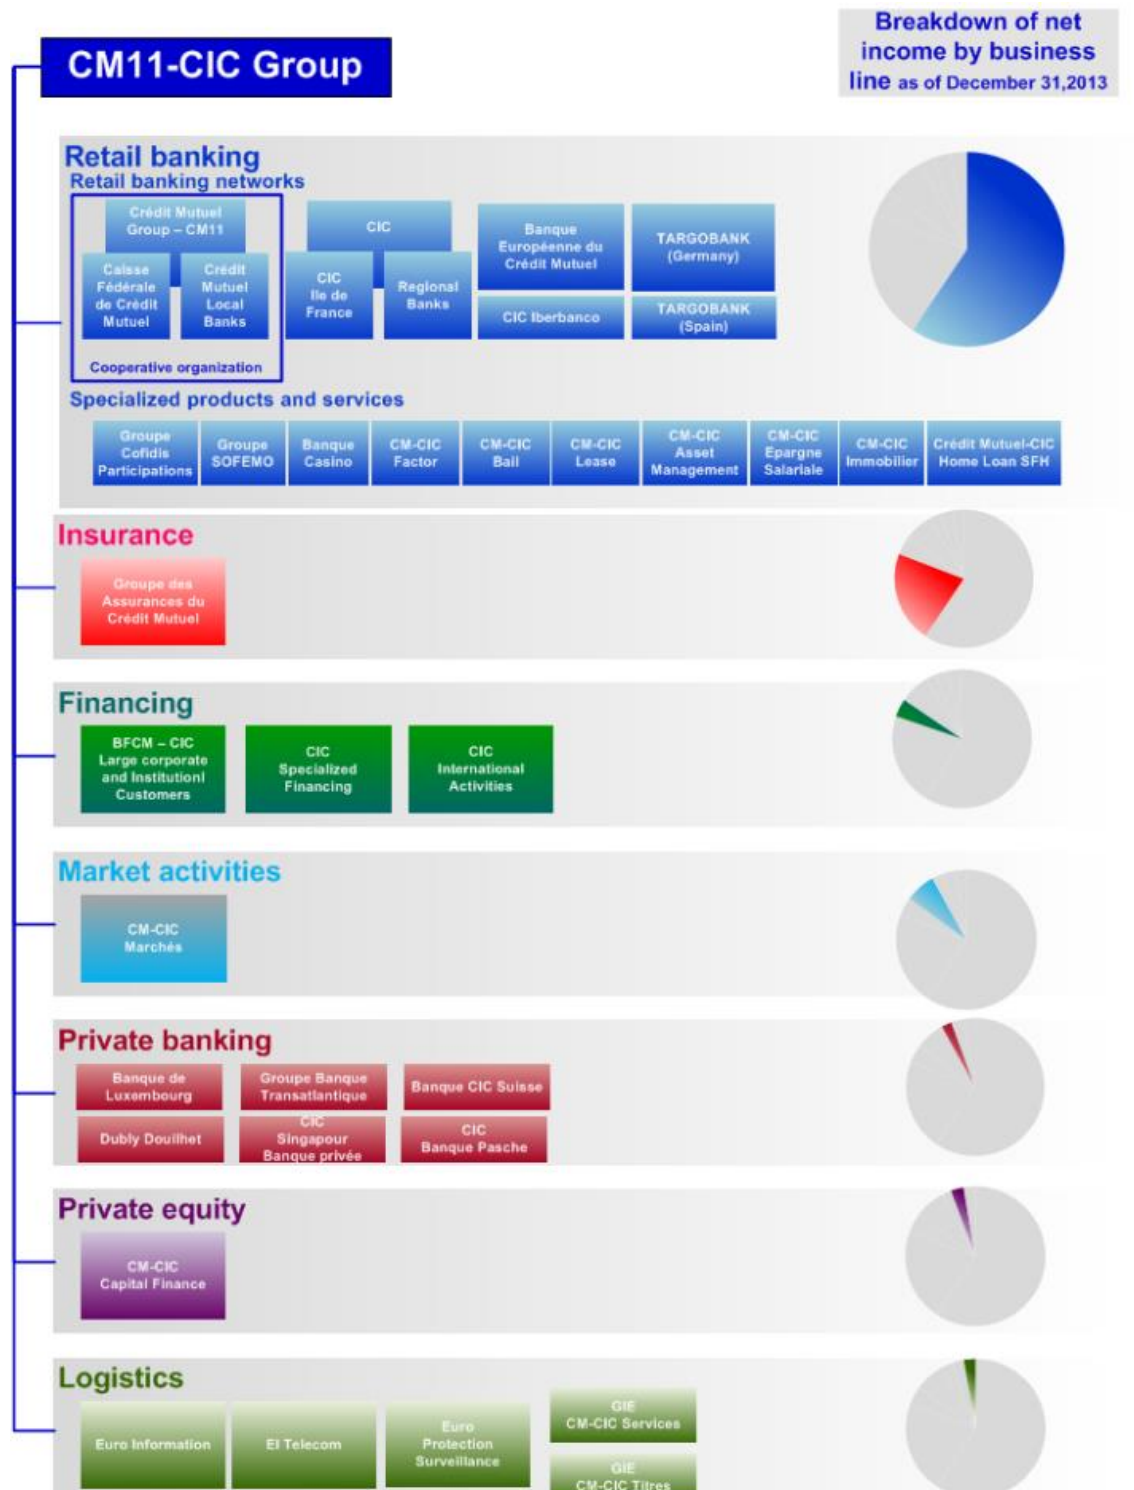 CM11-CIC Group
Breakdown of net
income by business
line as of December 31,2013
Retail banking
Retail banking networks
Crédit Mutuel
Group – CM11
Caisse
Fédérale
de Crédit
Mutuel
Crédit
Mutuel
Local
Banks
Cooperative organization
CIC
CIC
Ile de
France
Regional
Banks
Banque
Européenne du
Crédit Mutuel
CIC Iberbanco
TARGOBANK
(Germany)
TARGOBANK
(Spain)
Specialized products and services
Groupe
Cofidis
Participations
Groupe
SOFEMO
Banque
Casino
CM-CIC
Factor
CM-CIC
Bail
CM-CIC
Lease
CM-CIC
Asset
Management
CM-CIC
Epargne
Salariale
CM-CIC
Immobilier
Crédit Mutuel-CIC
Home Loan SFH
Insurance
Groupe des
Assurances du
Crédit Mutuel
Financing
BFCM – CIC
Large corporate
and Institutionl
Customers
CIC
Specialized
Financing
CIC
International
Activities
Market activities
CM-CIC
Marchés
Private banking
Banque de
Luxembourg
Groupe Banque
Transatlantique
Banque CIC Suisse
Dubly Douilhet
CIC
Singapour
Banque privée
CIC
Banque Pasche
Private equity
CM-CIC
Capital Finance
Logistics
Euro Information
EI Telecom
Euro
Protection
Surveillance
GIE
CM-CIC Services
GIE
CM-CIC Titres